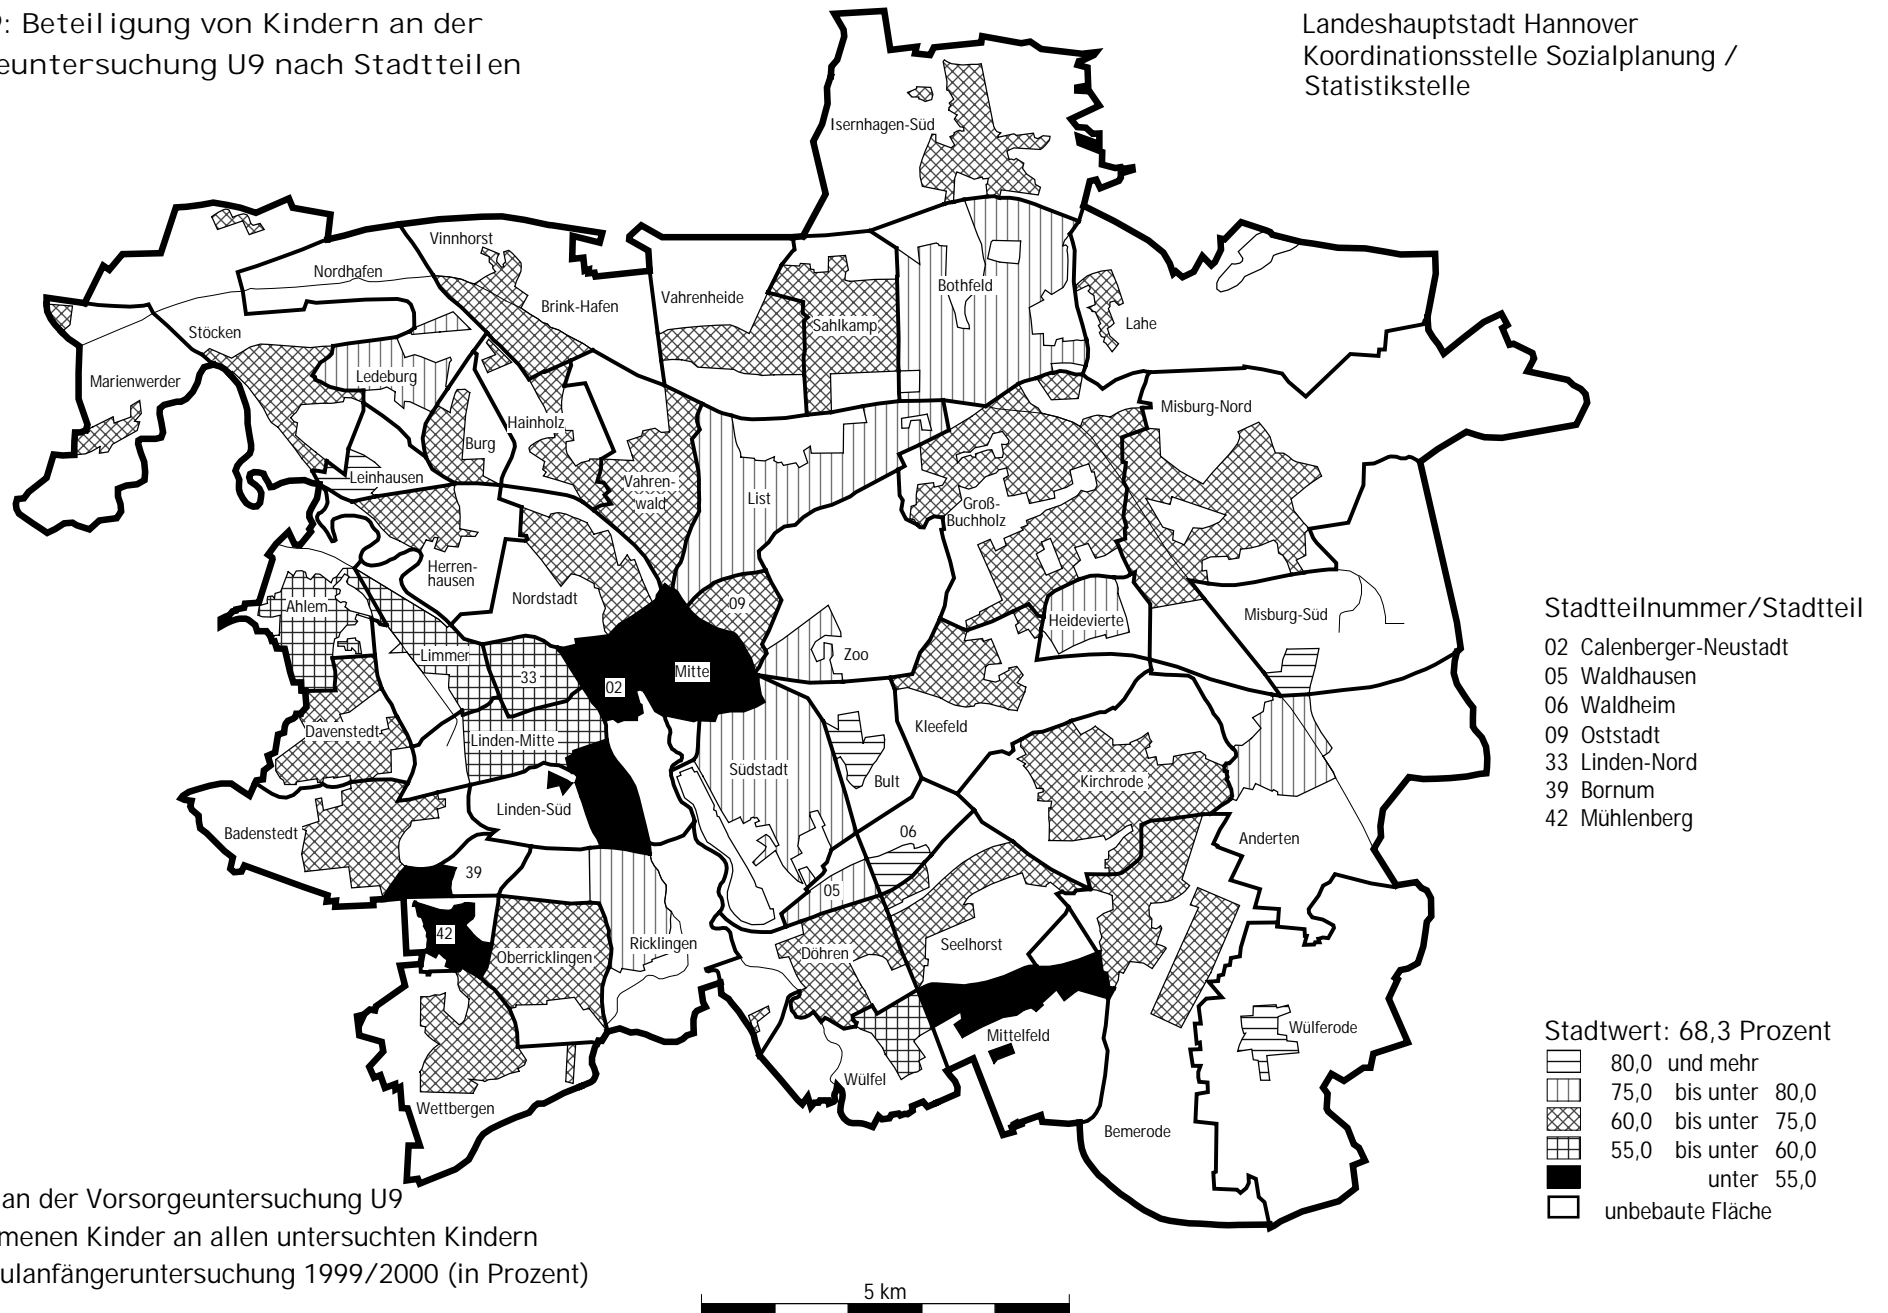 9: Beteiligung von Kindern an der
euntersuchung U9 nach Stadtteilen
Landeshauptstadt Hannover
Koordinationsstelle Sozialplanung /
Statistikstelle
Isernhagen-Süd
Vinnhorst
Nordhafen
Brink-Hafen
Vahrenheide
Bothfeld
Sahlkamp
Lahe
Stöcken
Marienwerder
Ledeburg
Misburg-Nord
Hainholz
Burg
Leinhausen
Vahren-
wald
List
Groß-
Buchholz
Herren-
hausen
Nordstadt
Ahlem
09
Heidevierte
Misburg-Süd
Limmer
Zoo
33
02
Mitte
Kleefeld
Davenstedt
Linden-Mitte
Südstadt
Bult
Kirchrode
Linden-Süd
Badenstedt
06
Anderten
39
05
42
Oberricklingen
Ricklingen
Döhren
Seelhorst
Mittelfeld
Wülferode
Wülfel
Wettbergen
Bemerode
Stadtteilnummer/Stadtteil
02 Calenberger-Neustadt
05 Waldhausen
06 Waldheim
09 Oststadt
33 Linden-Nord
39 Bornum
42 Mühlenberg
Stadtwert: 68,3 Prozent
80,0 und mehr
75,0 bis unter 80,0
60,0 bis unter 75,0
55,0 bis unter 60,0
unter 55,0
unbebaute Fläche
an der Vorsorgeuntersuchung U9
menen Kinder an allen untersuchten Kindern
ulanfängeruntersuchung 1999/2000 (in Prozent)
5 km